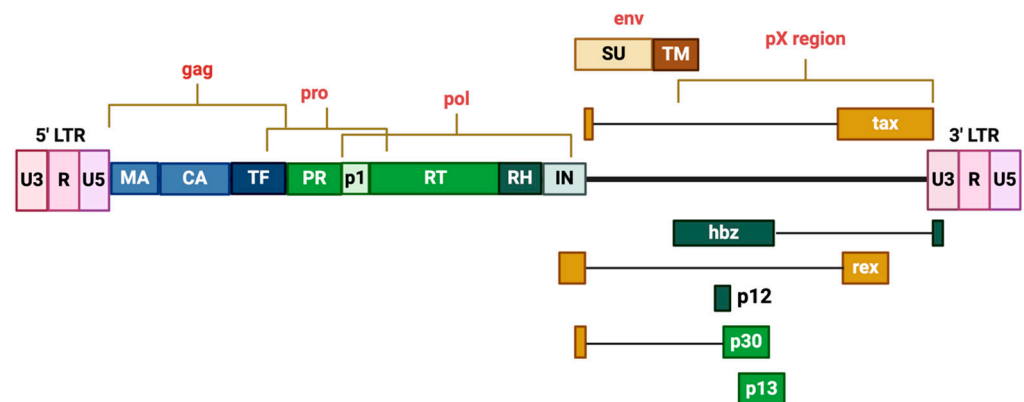 env
SU TM
pX region
gag
pro
pol
tax
5' LTR
3' LTR
U3 R U5 MA CA TF PR p1 RT RH IN U3 R U5
hbz
rex
p12
p30
p13